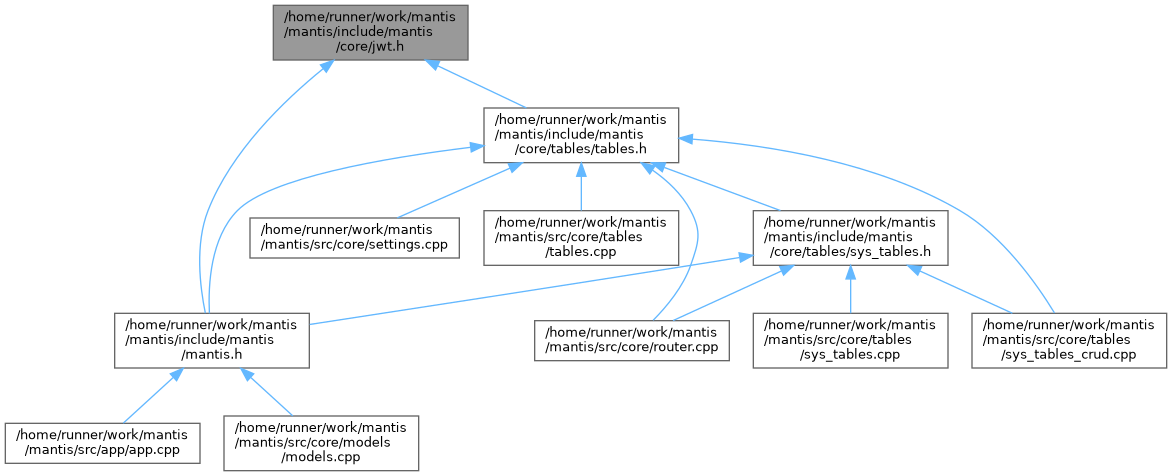 /home/runner/work/mantis
/mantis/include/mantis
/core/jwt.h
/home/runner/work/mantis
/mantis/include/mantis
/core/tables/tables.h
/home/runner/work/mantis
/mantis/src/core/settings.cpp
/home/runner/work/mantis
/mantis/src/core/tables
/tables.cpp
/home/runner/work/mantis
/mantis/include/mantis
/core/tables/sys_tables.h
/home/runner/work/mantis
/mantis/include/mantis
/mantis.h
/home/runner/work/mantis
/mantis/src/core/router.cpp
/home/runner/work/mantis
/mantis/src/core/tables
/sys_tables.cpp
/home/runner/work/mantis
/mantis/src/core/tables
/sys_tables_crud.cpp
/home/runner/work/mantis
/mantis/src/app/app.cpp
/home/runner/work/mantis
/mantis/src/core/models
/models.cpp